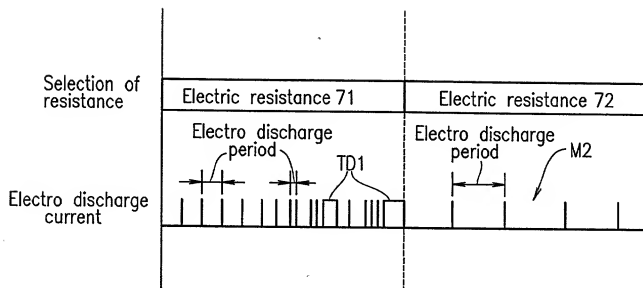 Selection of
resistance
Electric resistance 71
Electric resistance 72
Electro discharge
period
TD1
Electro discharge
period
M2
Electro discharge
current